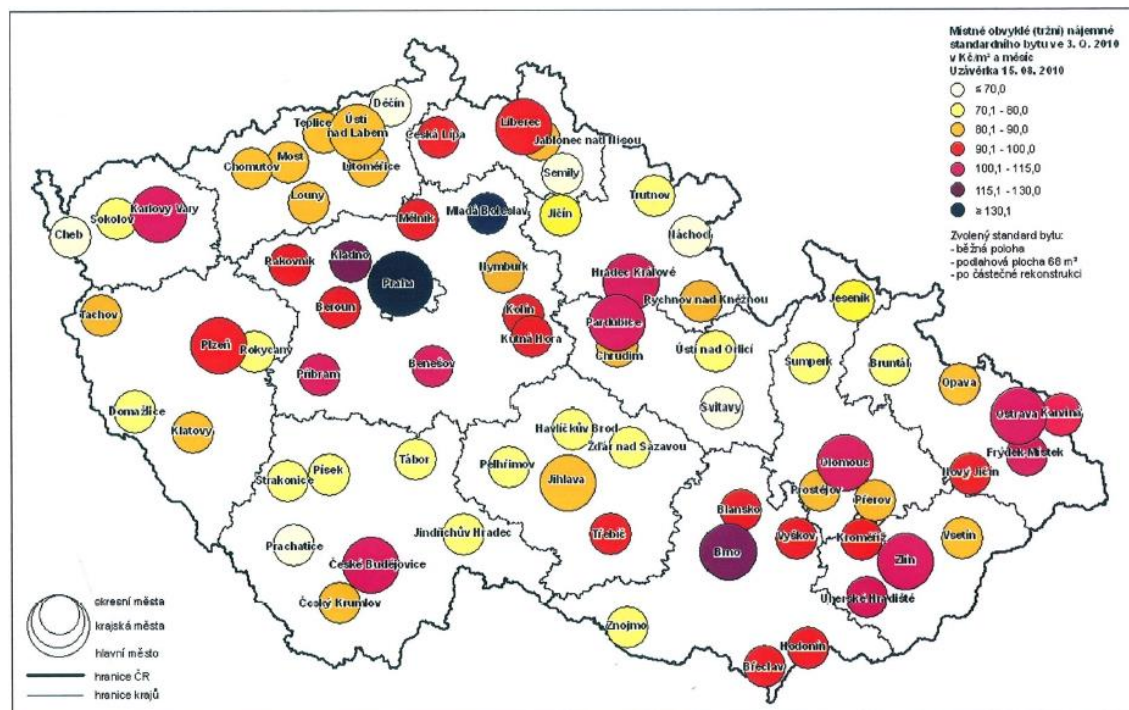 Místně obvyklé (tržní) nájemné
standardního bytu ve 3. Q. 2010
v Kč/m² a měsíc
Uzávěrka 15. 08. 2010
≤ 70,0
70,1 - 80,0
80,1 - 90,0
90,1 - 100,0
100,1 - 115,0
115,1 - 130,0
≥ 130,1
Zvolený standard bytu:
- běžná poloha
- podlahová plocha 68 m²
- po částečné rekonstrukci
Děčín
Teplice
Ústí
nad Labem
Česká Lípa
Liberec
Jablonec nad Nisou
Chomutov
Most
Litoměřice
Semily
Louny
Trutnov
Karlovy Vary
Sokolov
Cheb
Mělník
Mladá Boleslav
Jičín
Náchod
Rakovník
Kladno
Praha
Nymburk
Hradec Králové
Rychnov nad Kněžnou
Jeseník
Beroun
Kolín
Kutná Hora
Pardubice
Chrudim
Ústí nad Orlicí
Tachov
Plzeň
Rokycany
Příbram
Benešov
Šumperk
Bruntál
Opava
Svitavy
Ostrava
Karviná
Domažlice
Klatovy
Havlíčkův Brod
Žďár nad Sázavou
Frýdek-Místek
Tábor
Pelhřimov
Jihlava
Olomouc
Nový Jičín
Strakonice
Písek
Prostějov
Přerov
Blansko
Jindřichův Hradec
Třebíč
Brno
Vyškov
Kroměříž
Vsetín
Prachatice
České Budějovice
Zlín
Český Krumlov
Uherské Hradiště
Znojmo
Hodonín
Břeclav
okresní města
krajská města
hlavní město
hranice ČR
hranice krajů